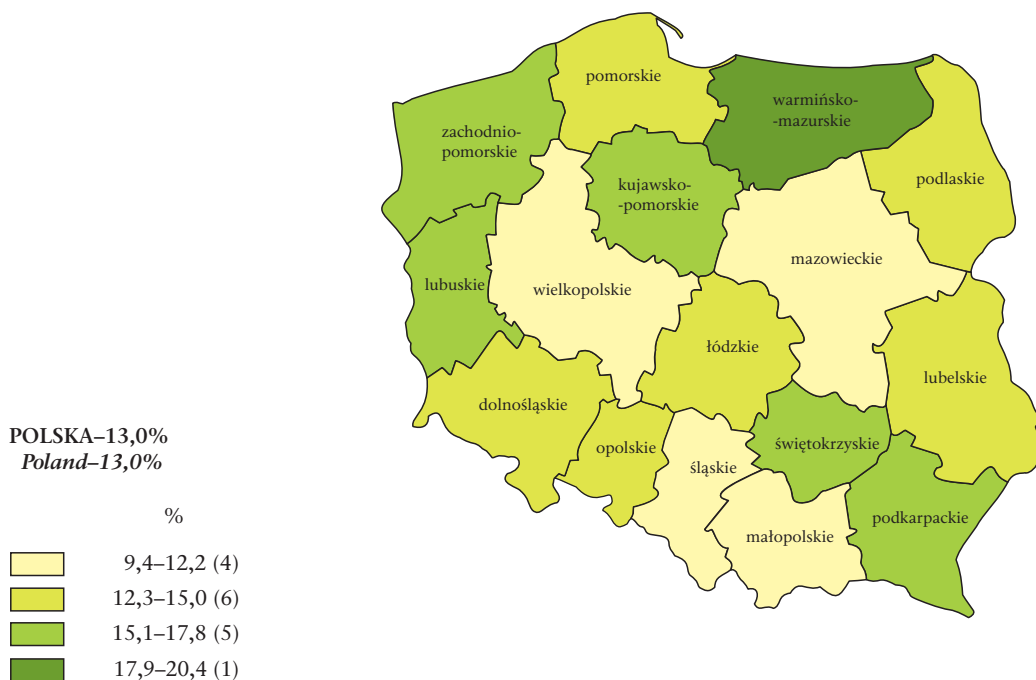 pomorskie
warmińsko-
-mazurskie
zachodnio-
pomorskie
podlaskie
kujawsko-
-pomorskie
mazowieckie
lubuskie
wielkopolskie
łódzkie
lubelskie
dolnośląskie
POLSKA–13,0%
Poland–13,0%
opolskie
śląskie
świętokrzyskie
podkarpackie
małopolskie
%
9,4–12,2 (4)
12,3–15,0 (6)
15,1–17,8 (5)
17,9–20,4 (1)